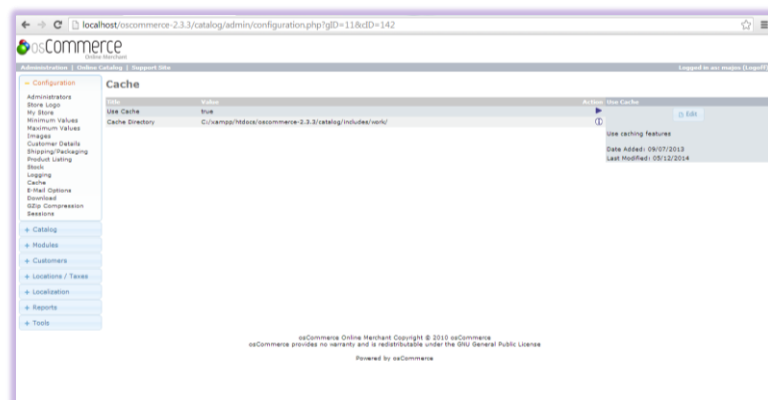 localhost/oscommerce-2.3.3/catalog/admin/configuration.php?gID=11&cID=142
osCommerce
Online Merchant
Administration | Online Catalog | Support Site
Logged in as: majno (Logoff)
Configuration
Administrators
Store Logo
My Store
Minimum Values
Maximum Values
Images
Customer Details
Shipping/Packaging
Product Listing
Stock
Logging
Cache
E-Mail Options
Download
GZip Compression
Sessions
+ Catalog
+ Modules
+ Customers
+ Locations / Taxes
+ Localization
+ Reports
+ Tools
Cache
Title Value Action
Use Cache true
Cache Directory C:/xampp/htdocs/oscommerce-2.3.3/catalog/includes/work/
Use Cache
Edit
Use caching features
Date Added: 09/07/2013
Last Modified: 05/12/2014
osCommerce Online Merchant Copyright © 2010 osCommerce
osCommerce provides no warranty and is redistributable under the GNU General Public License
Powered by osCommerce